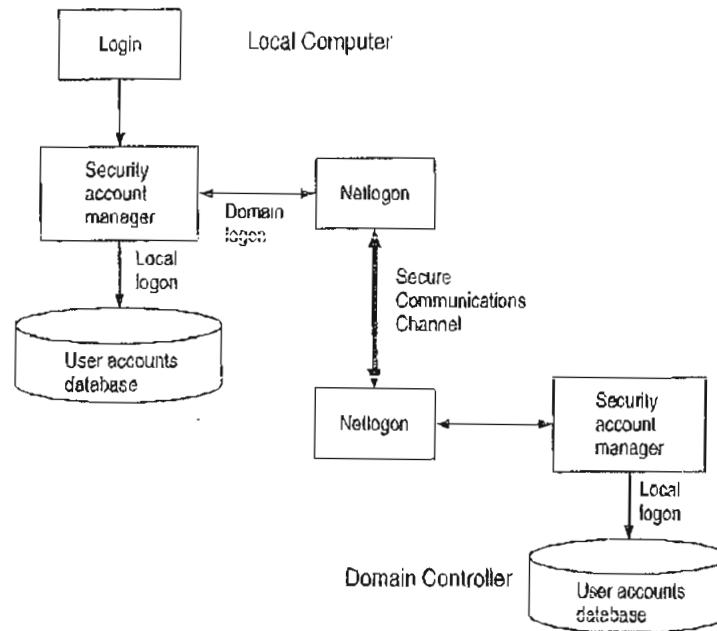 Login
Local Computer
Security
account
manager
Netlogon
Domain
logon
Local
logon
Secure
Communications
Channel
User accounts
database
Netlogon
Security
account
manager
Local
logon
Domain Controller
User accounts
database